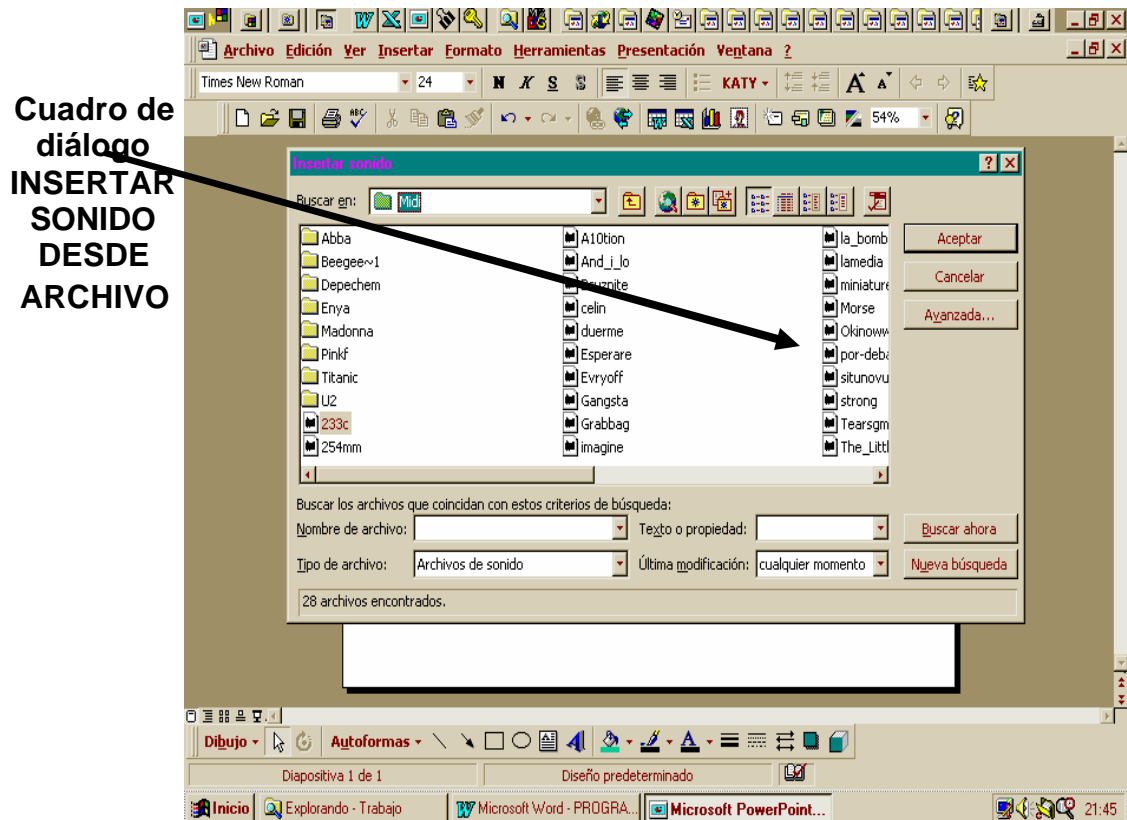 Cuadro de
diálogo
INSERTAR
SONIDO
DESDE
ARCHIVO
Archivo Edición Ver Insertar Formato Herramientas Presentación Ventana ?
Times New Roman 24 N K S S KATY A A
ABC 54%
Insertar sonido
Buscar en: Midi
Abba A10tion la_bomb
Beegee~1 And_i_lo lamedia
Depechem miniature
Enya celin Morse
Madonna duerme Okinoww
Pinkf Esperare por-deba
Titanic Evryoff situnovu
U2 Gangsta strong
233c Grabbag Tearsgm
254mm imagine The_Littl
Aceptar
Cancelar
Avanzada...
Buscar los archivos que coincidan con estos criterios de búsqueda:
Nombre de archivo: Texto o propiedad: Buscar ahora
Tipo de archivo: Archivos de sonido Última modificación: cualquier momento Nueva búsqueda
28 archivos encontrados.
Dibujo Autoformas A A
Diapositiva 1 de 1 Diseño predeterminado
Inicio Explorando - Trabajo Microsoft Word - PROGRA... Microsoft PowerPoint... 21:45